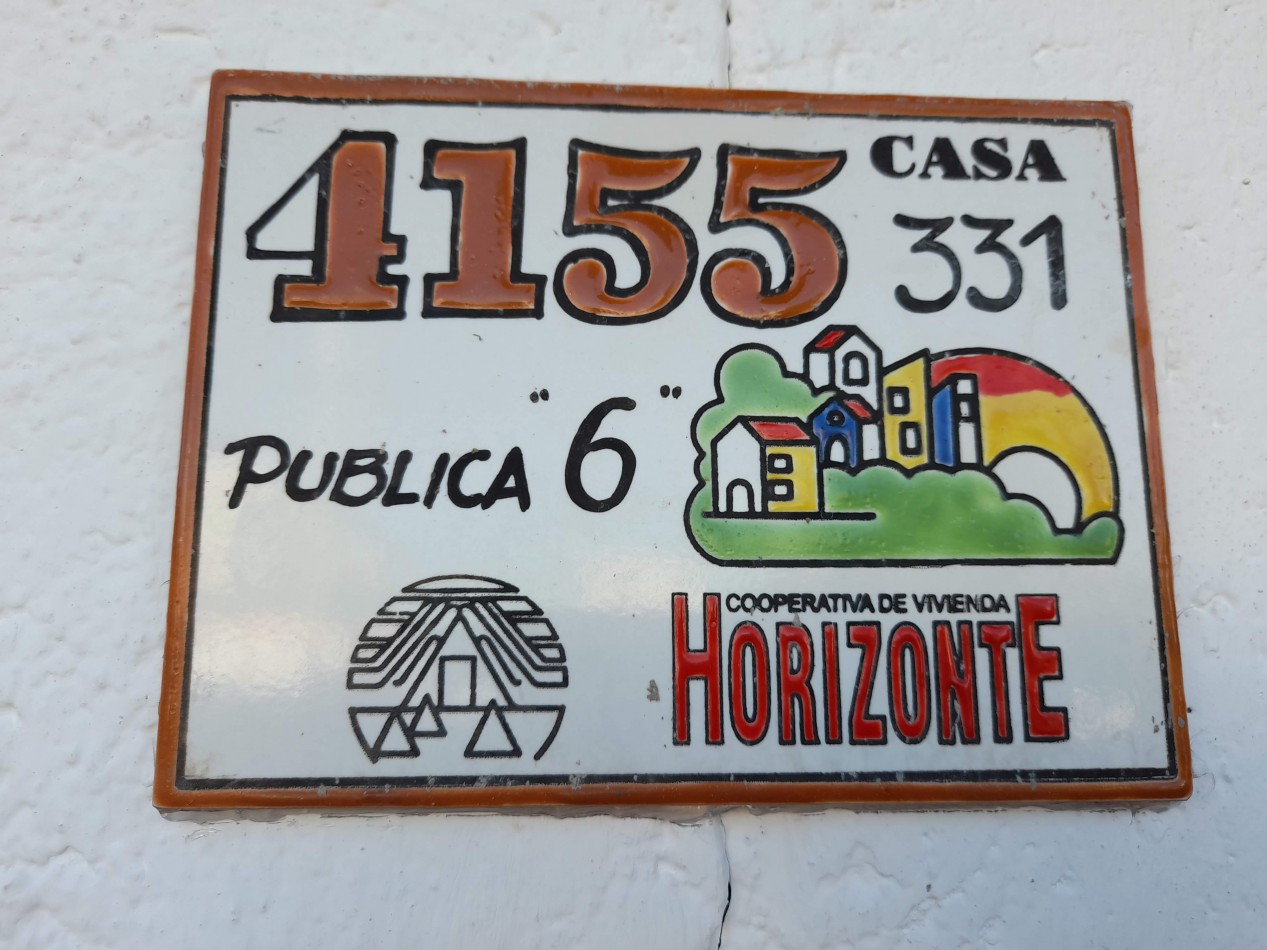 4155
CASA
331
PUBLICA "6"
COOPERATIVA DE VIVIENDA
HORIZONTE